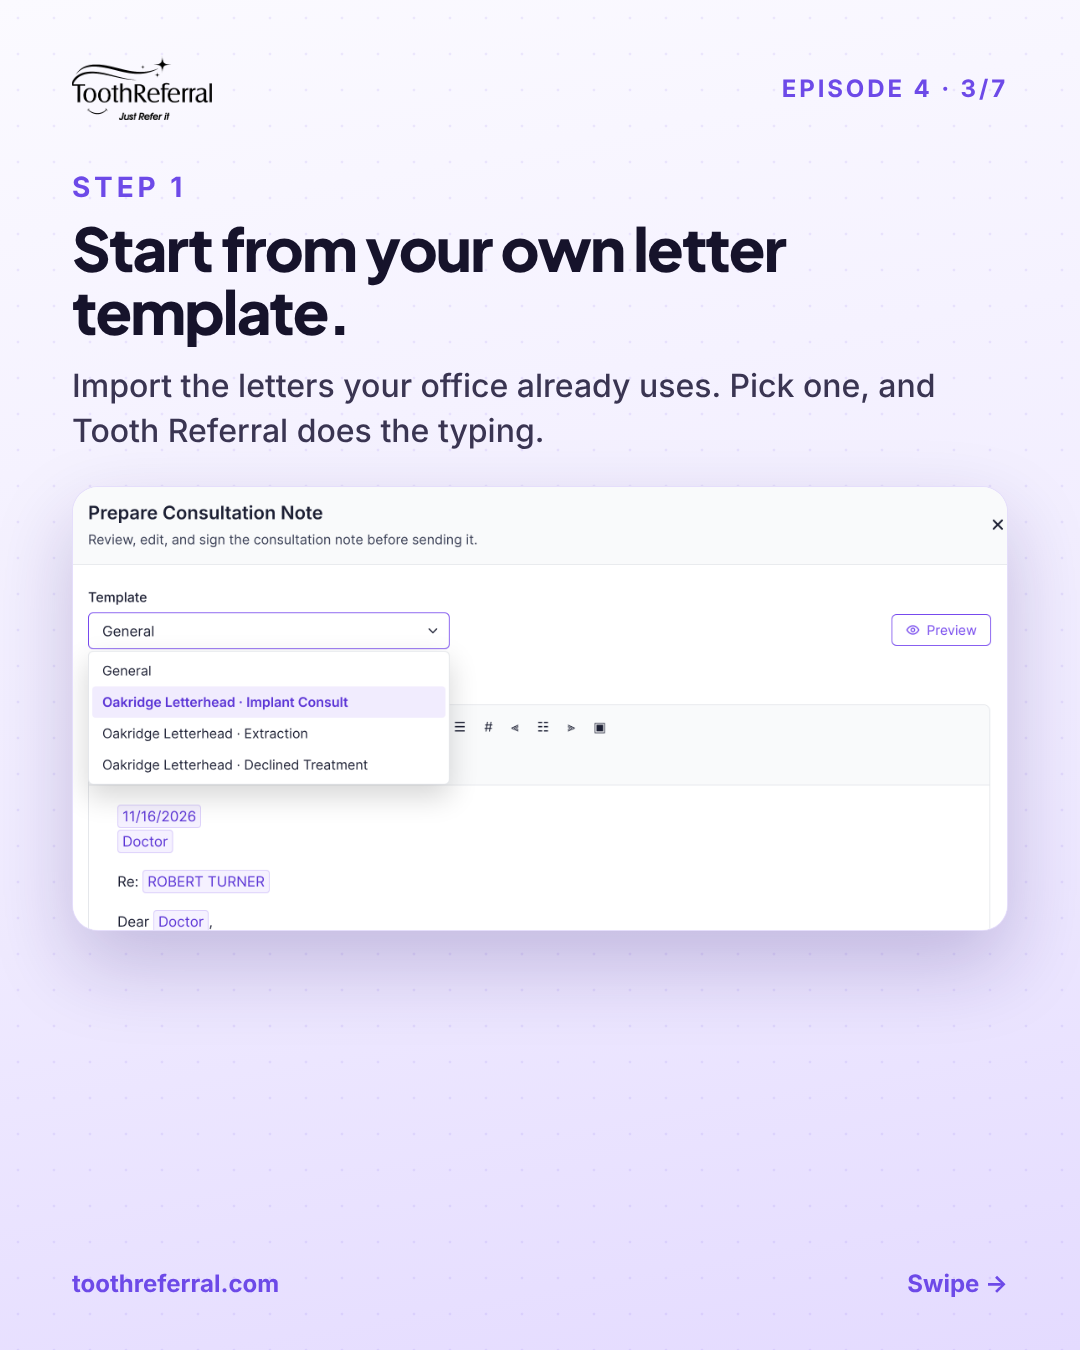 ToothReferral
Just Refer it
EPISODE 4 · 3/7
STEP 1
Start from your own letter
template.
Import the letters your office already uses. Pick one, and
Tooth Referral does the typing.
Prepare Consultation Note
Review, edit, and sign the consultation note before sending it.
Template
General
Preview
General
Oakridge Letterhead · Implant Consult
Oakridge Letterhead · Extraction
Oakridge Letterhead · Declined Treatment
11/16/2026
Doctor
Re: ROBERT TURNER
Dear Doctor,
toothreferral.com
Swipe →